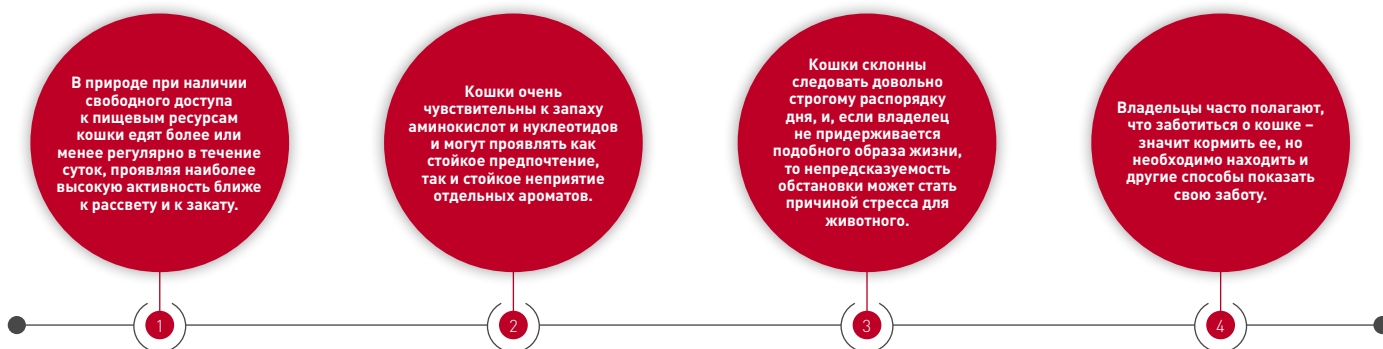 В природе при наличии
свободного доступа
к пищевым ресурсам
кошки едят более или
менее регулярно в течение
суток, проявляя наиболее
высокую активность ближе
к рассвету и к закату.
1
Кошки очень
чувствительны к запаху
аминокислот и нуклеотидов
и могут проявлять как
стойкое предпочтение,
так и стойкое неприятие
отдельных ароматов.
2
Кошки склонны
следовать довольно
строгому распорядку
дня, и, если владелец
не придерживается
подобного образа жизни,
то непредсказуемость
обстановки может стать
причиной стресса для
животного.
3
Владельцы часто полагают,
что заботиться о кошке –
значит кормить ее, но
необходимо находить и
другие способы показать
свою заботу.
4